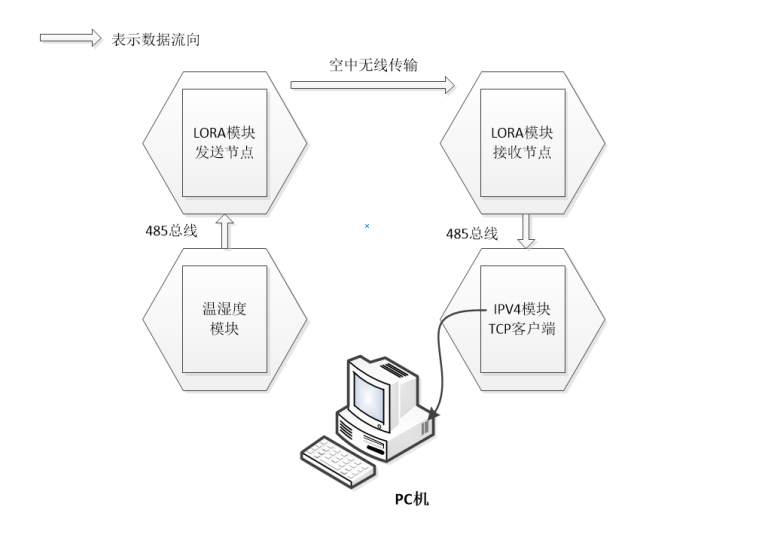 表示数据流向
空中无线传输
LORA模块
发送节点
LORA模块
接收节点
485总线
485总线
温湿度
模块
IPV4模块
TCP客户端
PC机